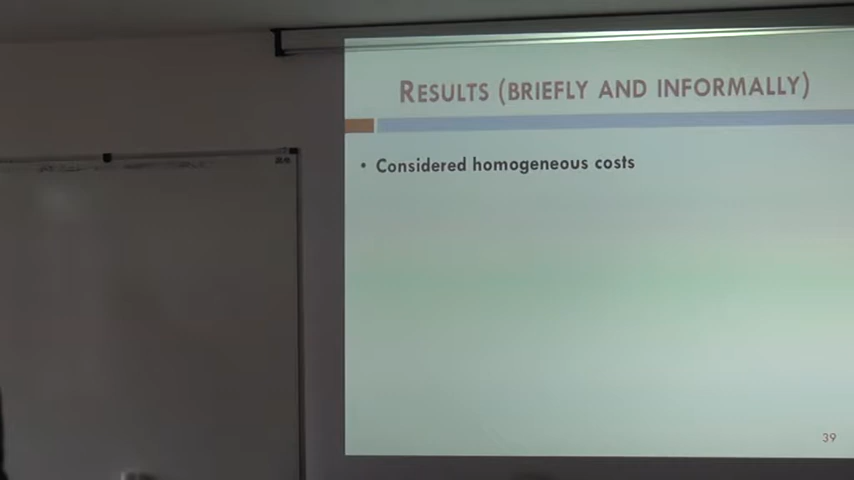 RESULTS (BRIEFLY AND INFORMALLY)
• Considered homogeneous costs
39